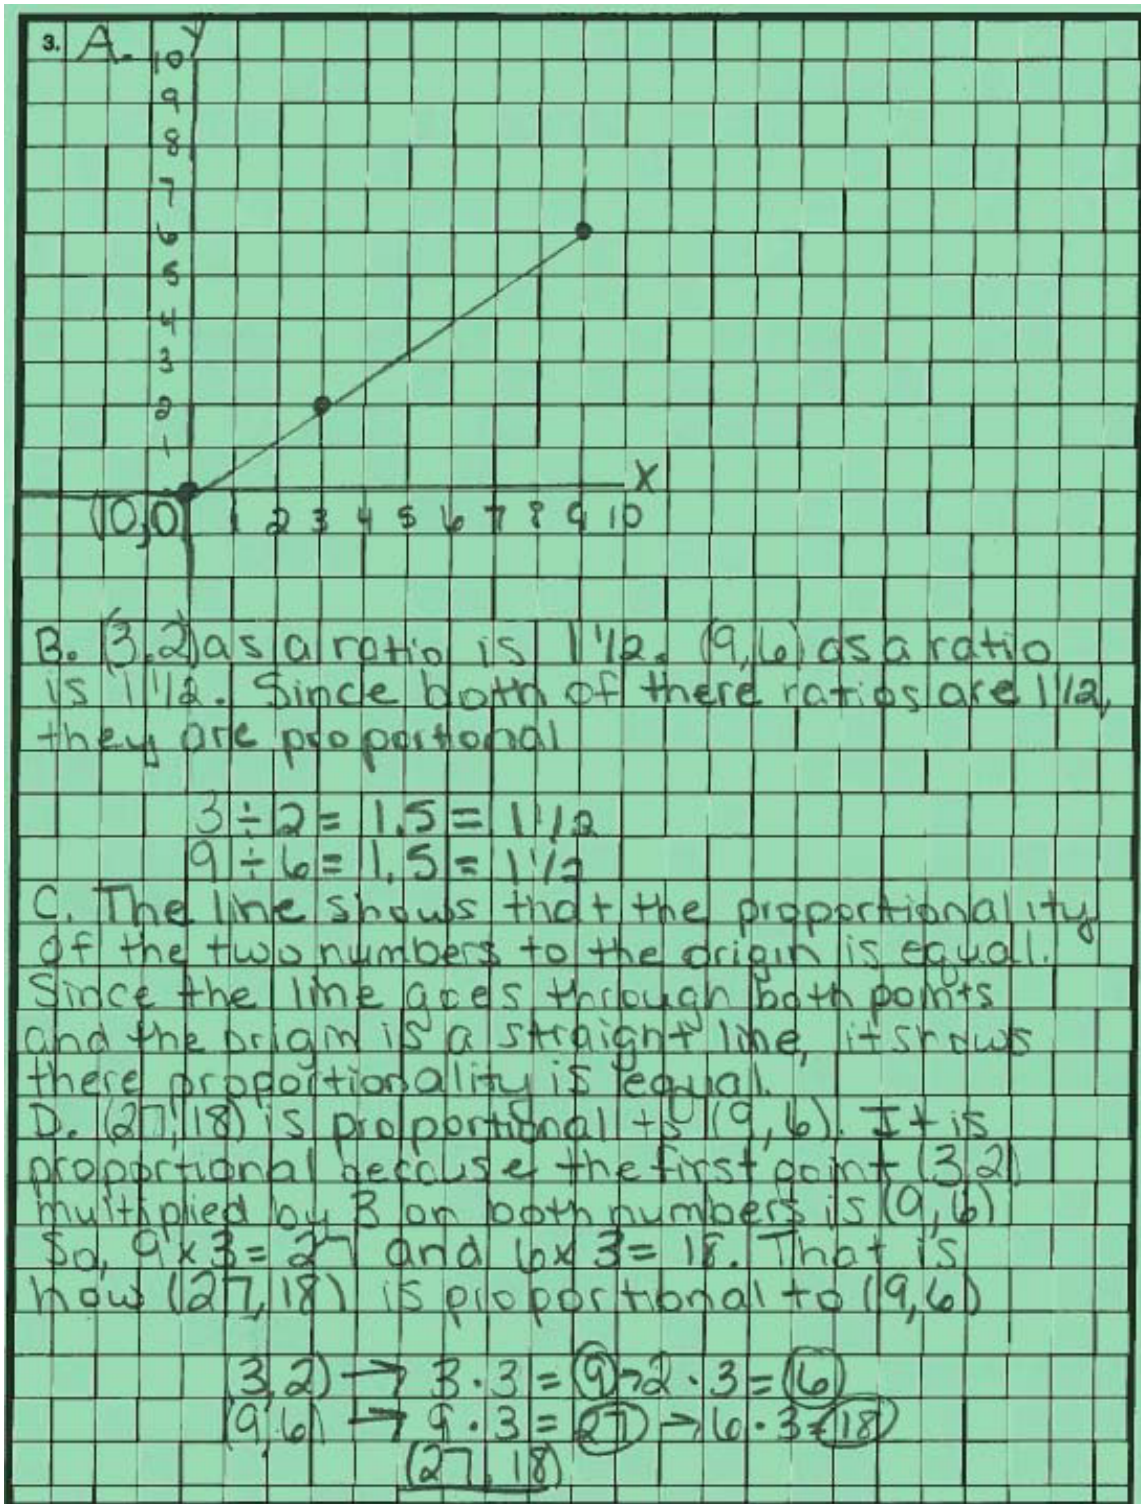 3. A. y
10
9
8
7
6
5
4
3
2
1
x
(0,0) 1 2 3 4 5 6 7 8 9 10
B. (3,2) as a ratio is 1 1/2. (9,6) as a ratio
is 1 1/2. Since both of there ratios are 1 1/2,
they are proportional
3 ÷ 2 = 1.5 = 1 1/2
9 ÷ 6 = 1.5 = 1 1/2
C. The line shows that the proportionality
of the two numbers to the origin is equal.
Since the line goes through both points
and the origin is a straight line, it shows
there proportionality is equal.
D. (27,18) is proportional to (9,6). It is
proportional because the first point (3,2)
multiplied by 3 on both numbers is (9,6)
So, 9 x 3 = 27 and 6 x 3 = 18. That is
how (27,18) is proportional to (9,6)
(3,2) → 3 · 3 = 9 → 2 · 3 = 6
(9,6) → 9 · 3 = 27 → 6 · 3 = 18
(27,18)